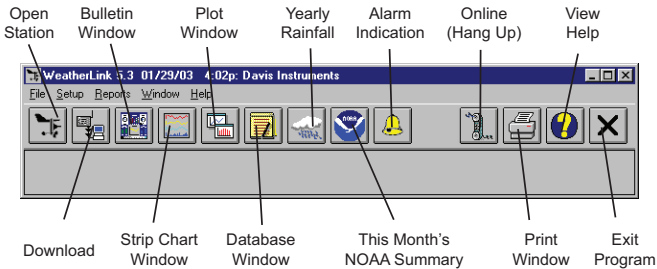 Open Station
Bulletin Window
Plot Window
Yearly Rainfall
Alarm Indication
Online (Hang Up)
View Help
WeatherLink 5.3 01/29/03 4:02p: Davis Instruments
File Setup Reports Window Help
NOAA
Download
Strip Chart Window
Database Window
This Month's NOAA Summary
Print Window
Exit Program